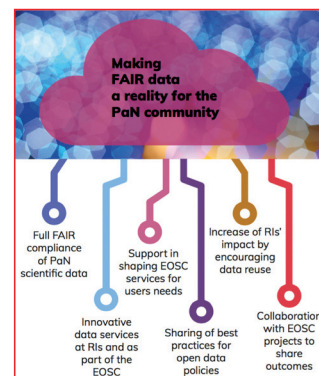 Making
FAIR data
a reality for the
PaN community
Full FAIR
compliance
of PaN
scientific data
Innovative
data services
at RIs and as
part of the
EOSC
Support in
shaping EOSC
services for
users needs
Sharing of best
practices for
open data
policies
Increase of RIs'
impact by
encouraging
data reuse
Collaboration
with EOSC
projects to
share
outcomes